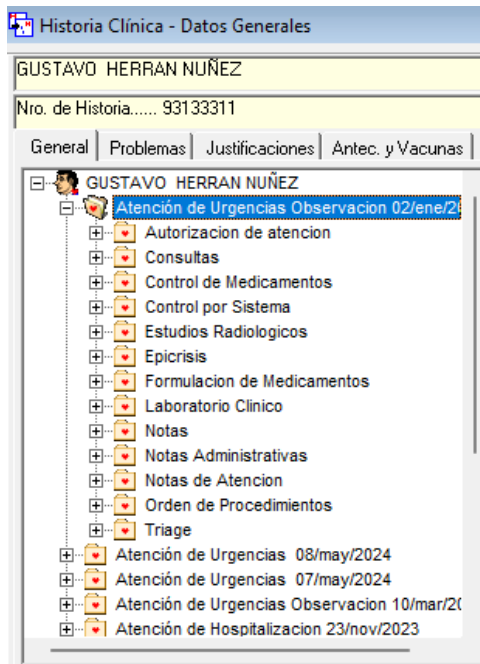 Historia Clínica - Datos Generales
GUSTAVO HERRAN NUÑEZ
Nro. de Historia...... 93133311
General Problemas Justificaciones Antec. y Vacunas
GUSTAVO HERRAN NUÑEZ
Atención de Urgencias Observacion 02/ene/2
Autorizacion de atencion
Consultas
Control de Medicamentos
Control por Sistema
Estudios Radiologicos
Epicrisis
Formulacion de Medicamentos
Laboratorio Clinico
Notas
Notas Administrativas
Notas de Atencion
Orden de Procedimientos
Triage
Atención de Urgencias 08/may/2024
Atención de Urgencias 07/may/2024
Atención de Urgencias Observacion 10/mar/2
Atención de Hospitalizacion 23/nov/2023